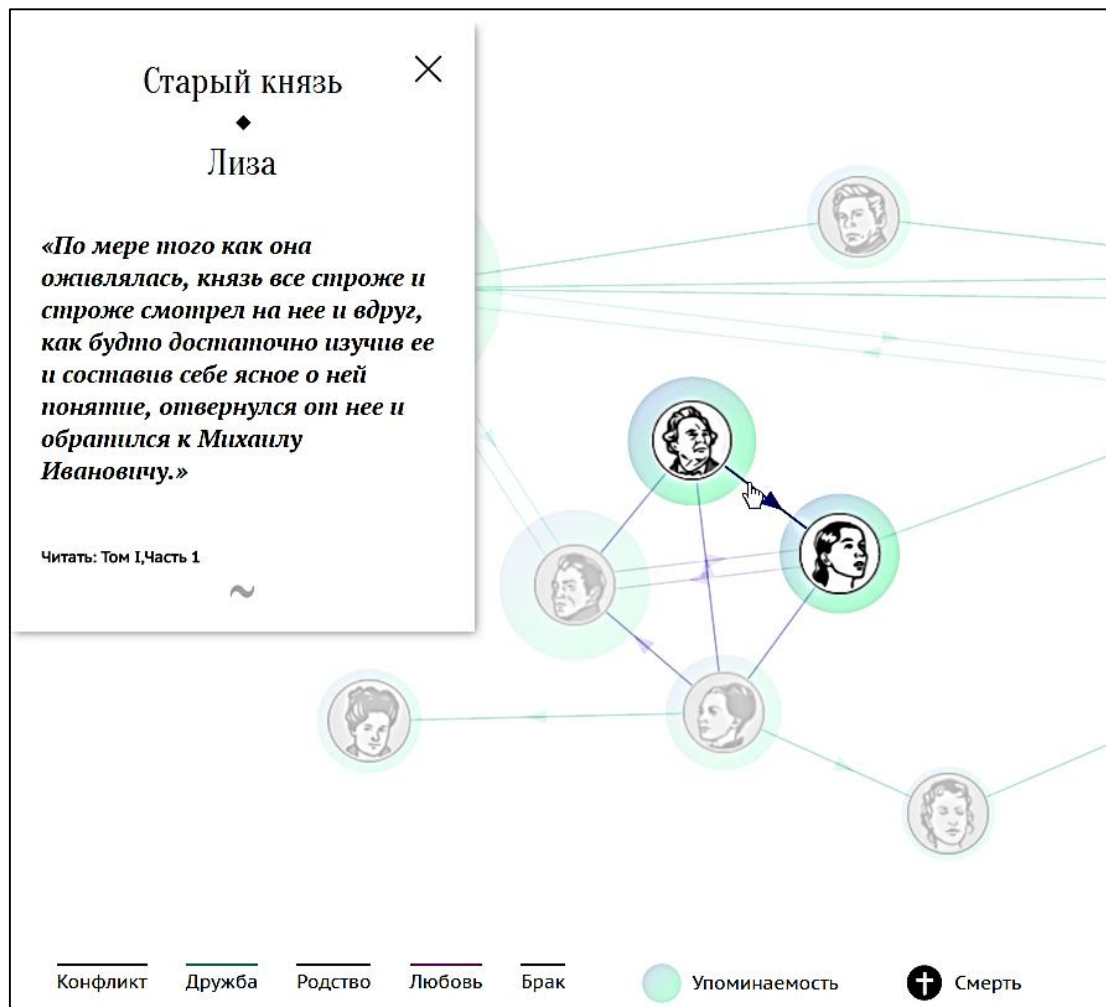 Старый князь
◆
Лиза
«По мере того как она
оживлялась, князь все строже и
строже смотрел на нее и вдруг,
как будто достаточно изучив ее
и составив себе ясное о ней
понятие, отвернулся от нее и
обратился к Михаилу
Ивановичу.»
Читать: Том I,Часть 1
~
Конфликт Дружба Родство Любовь Брак Упоминаемость Смерть